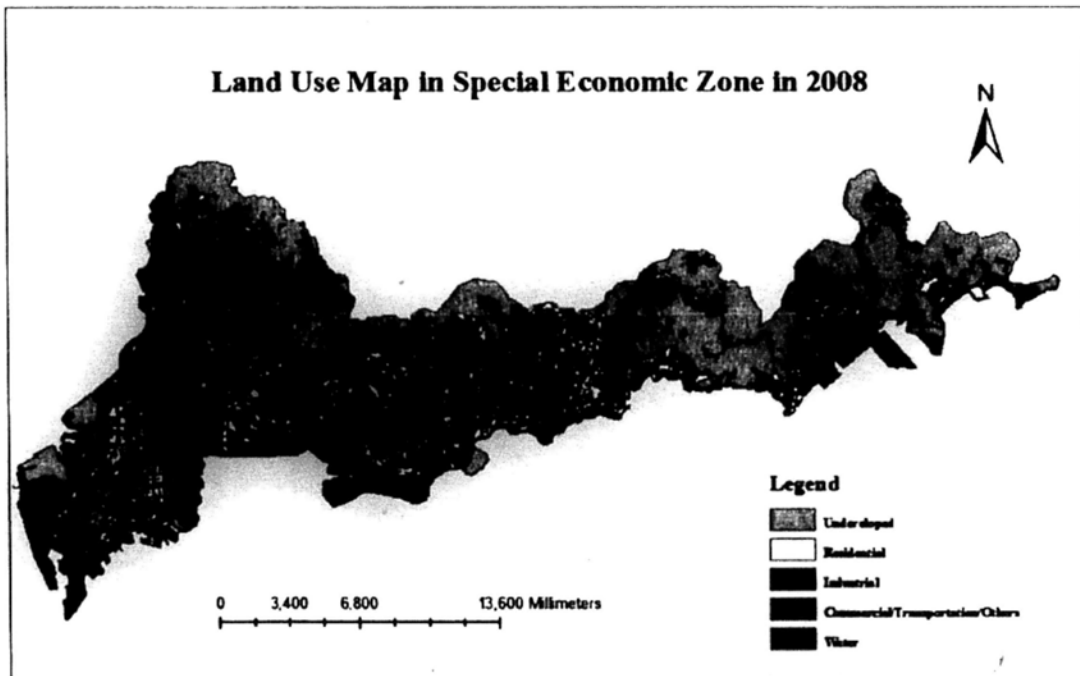 Land Use Map in Special Economic Zone in 2008
N
Legend
Residential
Industrial
Commercial/Transportation/Others
Water
0 3,400 6,800 13,600 Millimeters